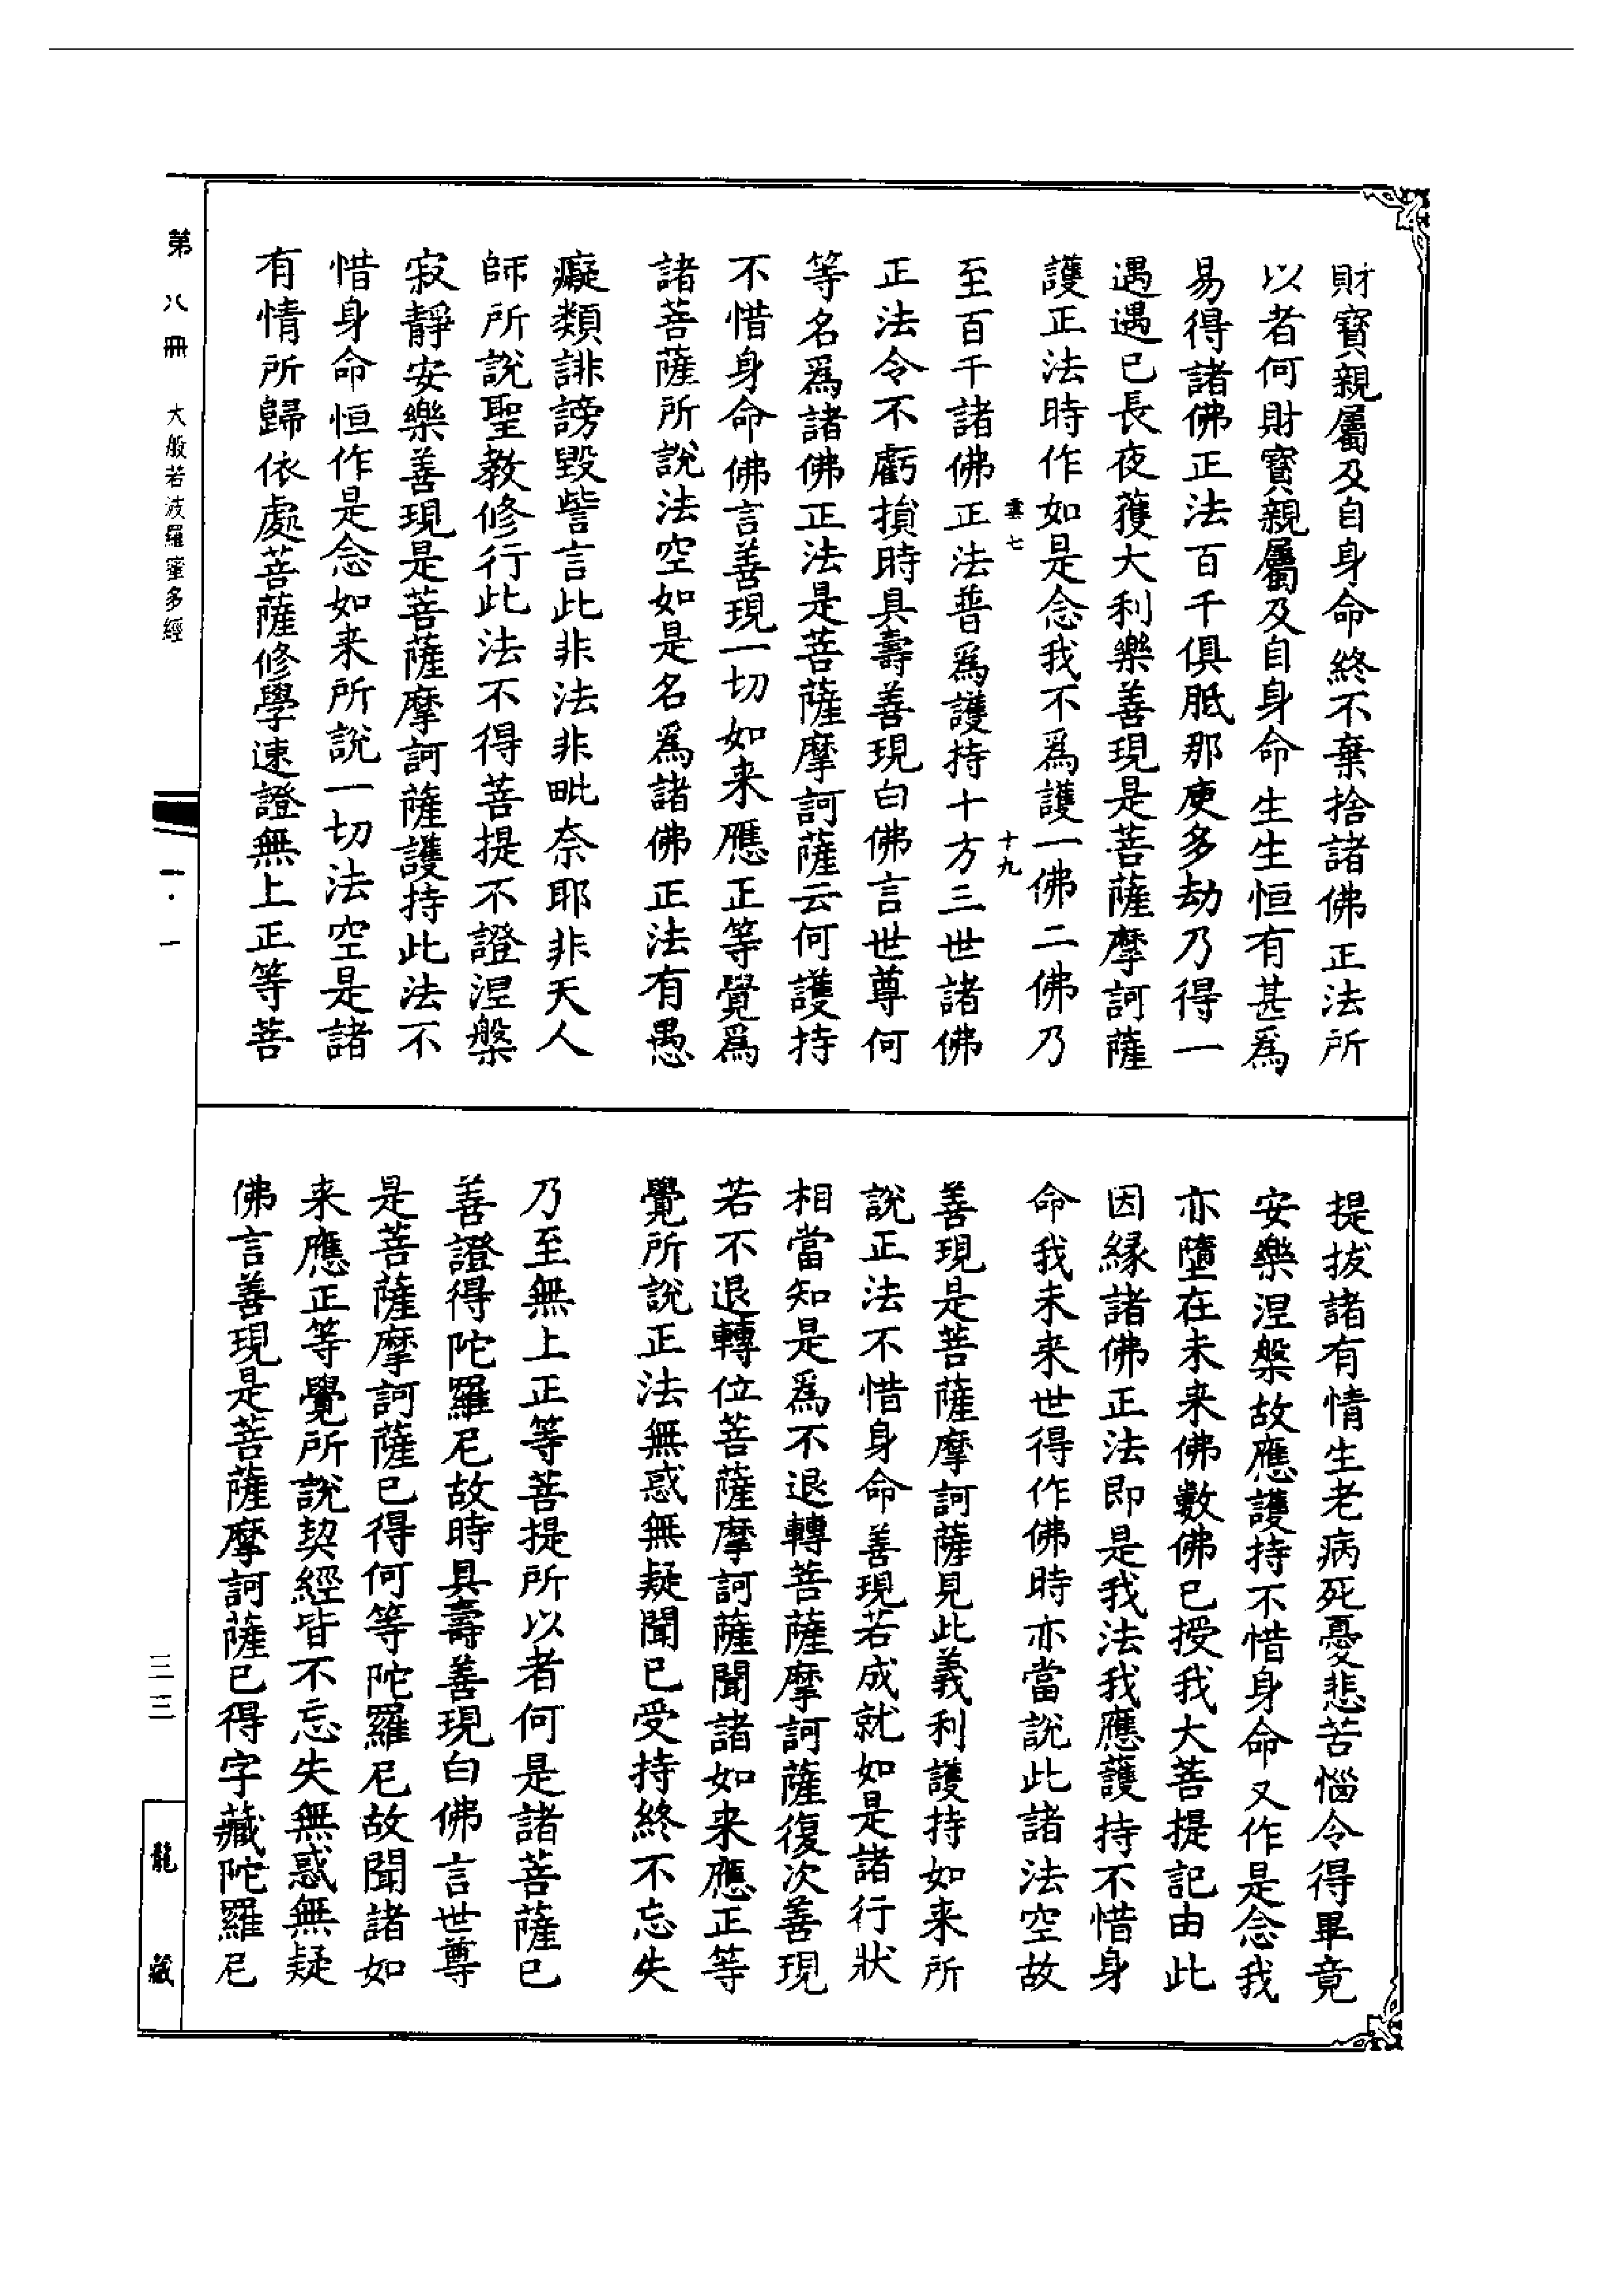 財寶親屬及自身命終不棄捨諸佛正法所
以者何財寶親屬及自身命生生恒有甚為
易得諸佛正法百千俱胝那庾多劫乃得一
遇遇已長夜獲大利樂善現是菩薩摩訶薩
護正法時作如是念我不為護一佛二佛乃
雲七 十九
至百千諸佛正法普為護持十方三世諸佛
正法令不虧損時具壽善現白佛言世尊何
等名為諸佛正法是菩薩摩訶薩云何護持
不惜身命佛言善現一切如来應正等覺為
諸菩薩所說法空如是名為諸佛正法有愚
癡類誹謗毀訾言此非法非毗奈耶非天人
師所說聖教修行此法不得菩提不證涅槃
寂靜安樂善現是菩薩摩訶薩護持此法不
惜身命恒作是念如来所說一切法空是諸
有情所歸依處菩薩修學速證無上正等菩
提拔諸有情生老病死憂悲苦惱令得畢竟
安樂涅槃故應護持不惜身命又作是念我
亦墮在未来佛數佛已授我大菩提記由此
因緣諸佛正法即是我法我應護持不惜身
命我未来世得作佛時亦當說此諸法空故
善現是菩薩摩訶薩見此義利護持如来所
說正法不惜身命善現若成就如是諸行狀
相當知是為不退轉菩薩摩訶薩復次善現
若不退轉位菩薩摩訶薩聞諸如来應正等
覺所說正法無惑無疑聞已受持終不忘失
乃至無上正等菩提所以者何是諸菩薩已
善證得陀羅尼故時具壽善現白佛言世尊
是菩薩摩訶薩已得何等陀羅尼故聞諸如
来應正等覺所說契經皆不忘失無惑無疑
佛言善現是菩薩摩訶薩已得字藏陀羅尼
第八冊 大般若波羅蜜多經
一·一
三三
龍藏